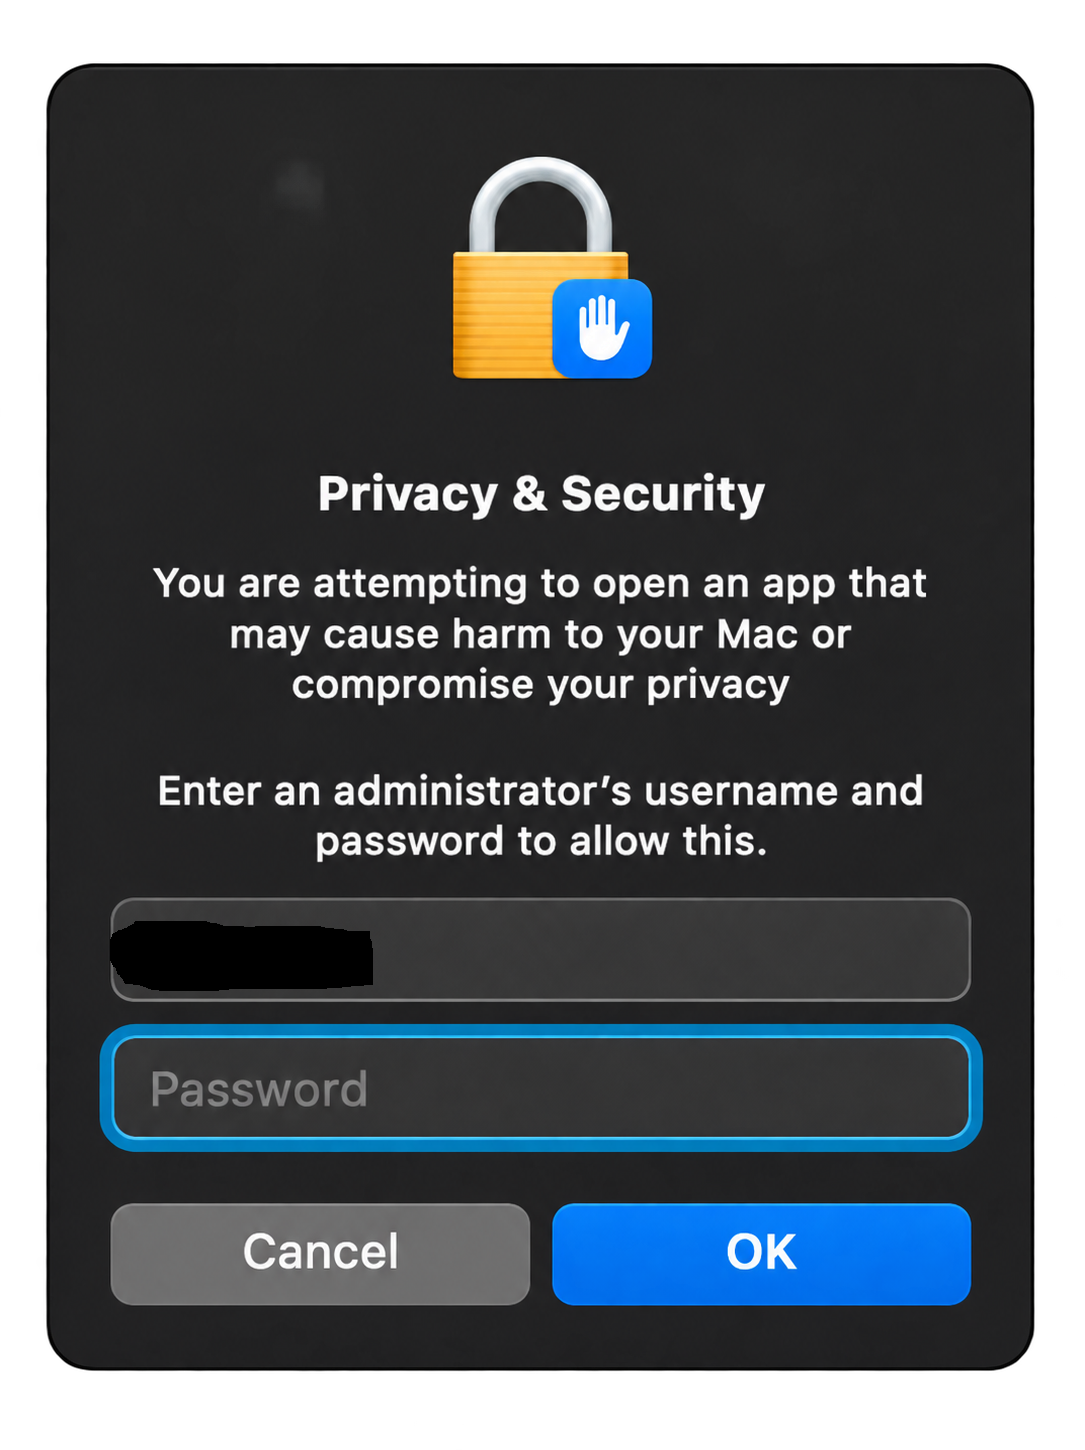 Privacy & Security
You are attempting to open an app that
may cause harm to your Mac or
compromise your privacy
Enter an administrator’s username and
password to allow this.
Password
Cancel
OK